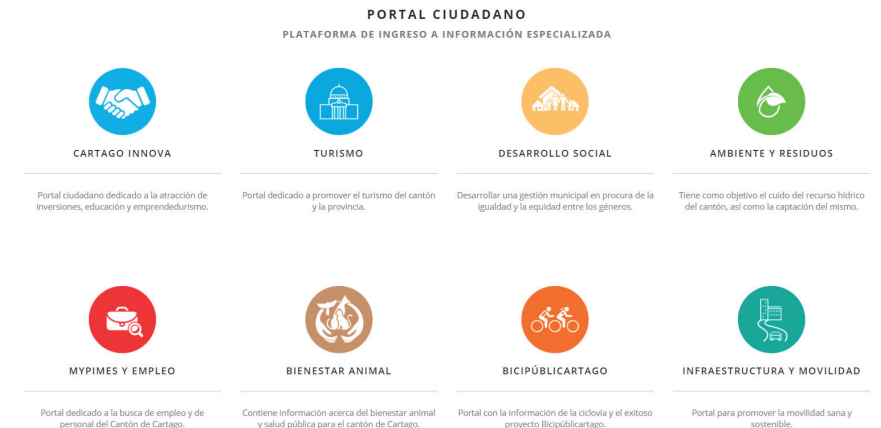 PORTAL CIUDADANO
PLATAFORMA DE INGRESO A INFORMACIÓN ESPECIALIZADA
CARTAGO INNOVA
Portal ciudadano dedicado a la atracción de
inversiones, educación y emprendedurismo.
TURISMO
Portal dedicado a promover el turismo del cantón
y la provincia.
DESARROLLO SOCIAL
Desarrollar una gestión municipal en procura de la
igualdad y la equidad entre los géneros.
AMBIENTE Y RESIDUOS
Tiene como objetivo el cuido del recurso hídrico
del cantón, así como la captación del mismo.
MYPIMES Y EMPLEO
Portal dedicado a la busca de empleo y de
personal del Cantón de Cartago.
BIENESTAR ANIMAL
Contiene información acerca del bienestar animal
y salud pública para el cantón de Cartago.
BICIPÚBLICARTAGO
Portal con la información de la ciclovía y el exitoso
proyecto Bicipúblicartago.
INFRAESTRUCTURA Y MOVILIDAD
Portal para promover la movilidad sana y
sostenible.